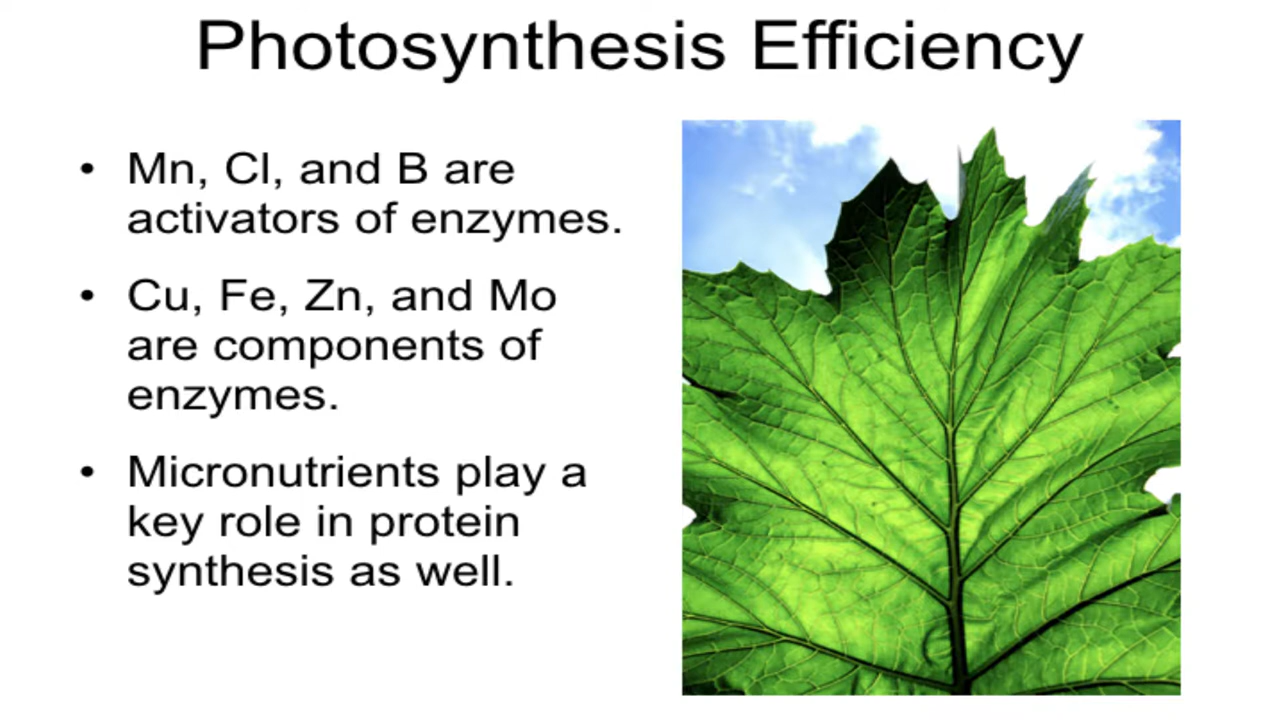 Photosynthesis Efficiency
• Mn, Cl, and B are
activators of enzymes.
• Cu, Fe, Zn, and Mo
are components of
enzymes.
• Micronutrients play a
key role in protein
synthesis as well.